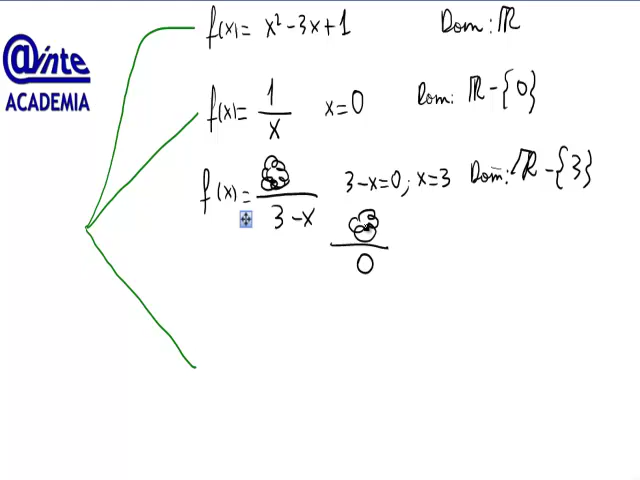 f(x)= x²-3x+1 Dom: ℝ
@inte
ACADEMIA
f(x)= 1/x x=0 Dom: ℝ-{0}
f(x)= /3-x 3-x=0; x=3 Dom: ℝ-{3}
/0